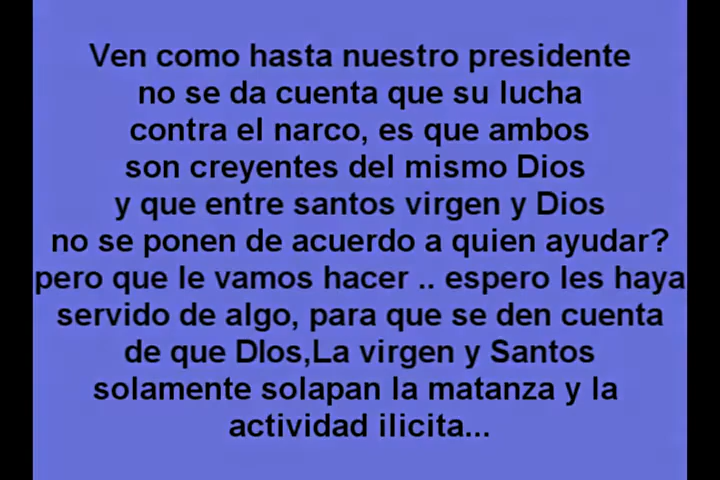 Ven como hasta nuestro presidente
no se da cuenta que su lucha
contra el narco, es que ambos
son creyentes del mismo Dios
y que entre santos virgen y Dios
no se ponen de acuerdo a quien ayudar?
pero que le vamos hacer .. espero les haya
servido de algo, para que se den cuenta
de que DIos,La virgen y Santos
solamente solapan la matanza y la
actividad ilicita...